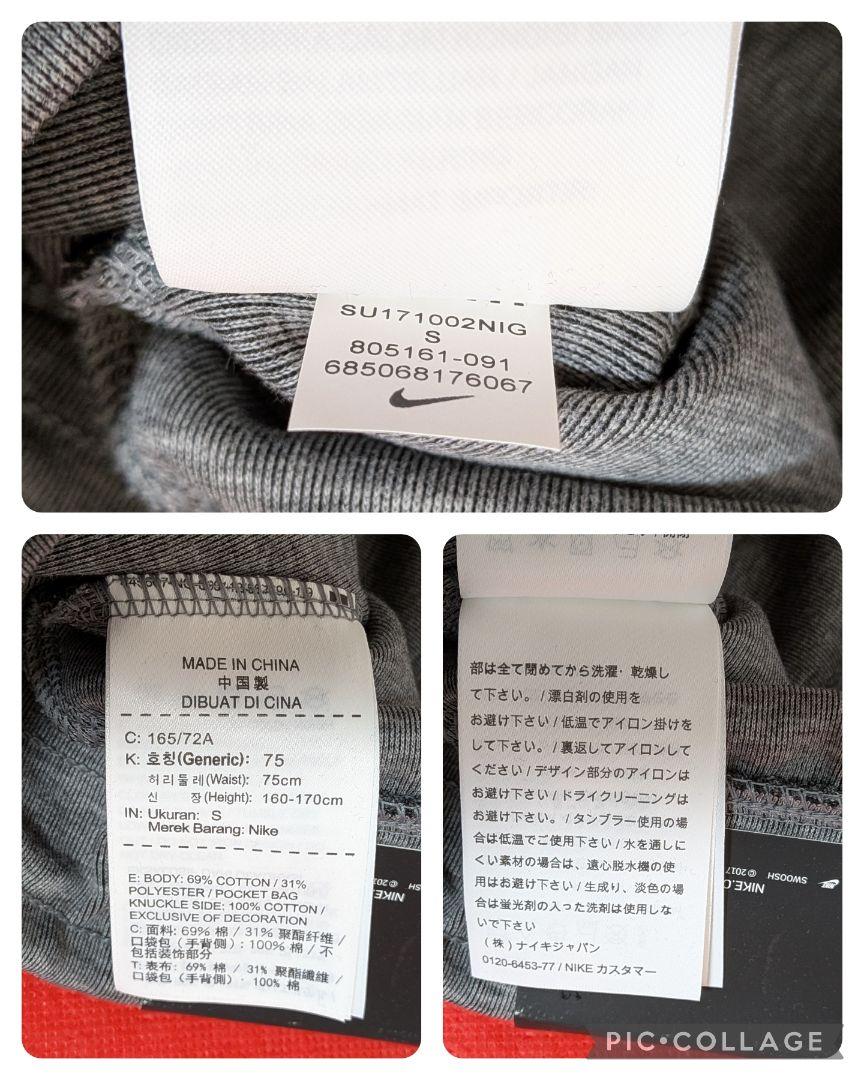 SU171002NIG
S
805161-091
685068176067
MADE IN CHINA
中国製
DIBUAT DI CINA
C: 165/72A
K: 호칭(Generic): 75
허리둘레(Waist): 75cm
신 장(Height): 160-170cm
IN: Ukuran: S
Merek Barang: Nike
E: BODY: 69% COTTON / 31%
POLYESTER / POCKET BAG
KNUCKLE SIDE: 100% COTTON /
EXCLUSIVE OF DECORATION
C: 面料: 69% 棉 / 31% 聚酯纤维 /
口袋包（手背侧）: 100% 棉 / 不
包括装饰部分
T: 表布: 69% 棉 / 31% 聚酯纖維 /
口袋包（手背側）: 100% 棉
NIKE © 201
部は全て閉めてから洗濯・乾燥し
て下さい。/ 漂白剤の使用を
お避け下さい / 低温でアイロン掛けを
して下さい。/ 裏返してアイロンして
ください / デザイン部分のアイロンは
お避け下さい / ドライクリーニングは
お避け下さい。/ タンブラー使用の場
合は低温でご使用下さい / 水を通しに
くい素材の場合は、遠心脱水機の使
用はお避け下さい / 生成り、淡色の場
合は蛍光剤の入った洗剤は使用しな
いで下さい
（株）ナイキジャパン
0120-6453-77 / NIKE カスタマー
SWOOSH
NIKE.C © 2017
PIC•COLLAGE